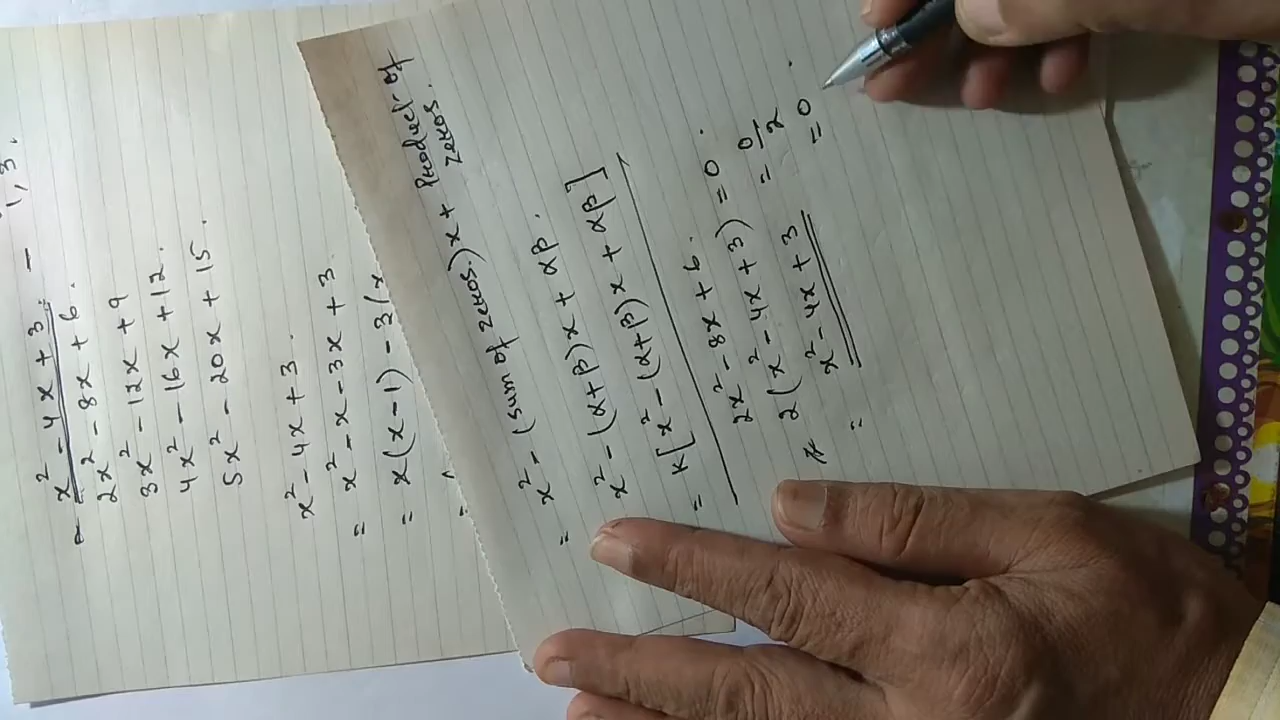 x² - 4x + 3. - 1, 3.
2x² - 8x + 6.
3x² - 12x + 9
4x² - 16x + 12.
5x² - 20x + 15.
x² - 4x + 3.
= x² - x - 3x + 3
= x(x - 1) - 3(x
=
x² - (sum of zeros.)x + Product of zeros.
= x² - (α+β)x + αβ.
x² - (α+β)x + αβ]
= K[x² - (α+β)x + αβ]
2x² - 8x + 6.
2(x² - 4x + 3) = 0.
x² - 4x + 3 = 0/2
= = 0